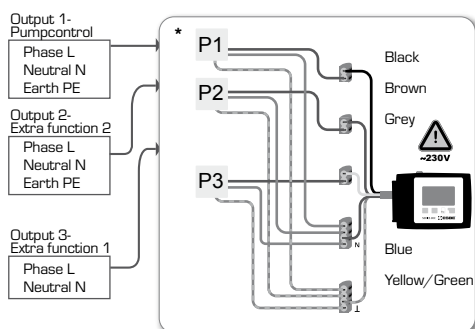 Output 1-
Pumpcontrol
Phase L
Neutral N
Earth PE
Output 2-
Extra function 2
Phase L
Neutral N
Earth PE
Output 3-
Extra function 1
Phase L
Neutral N
*
P1
P2
P3
Black
Brown
Grey
~230V
N
Blue
Yellow/Green